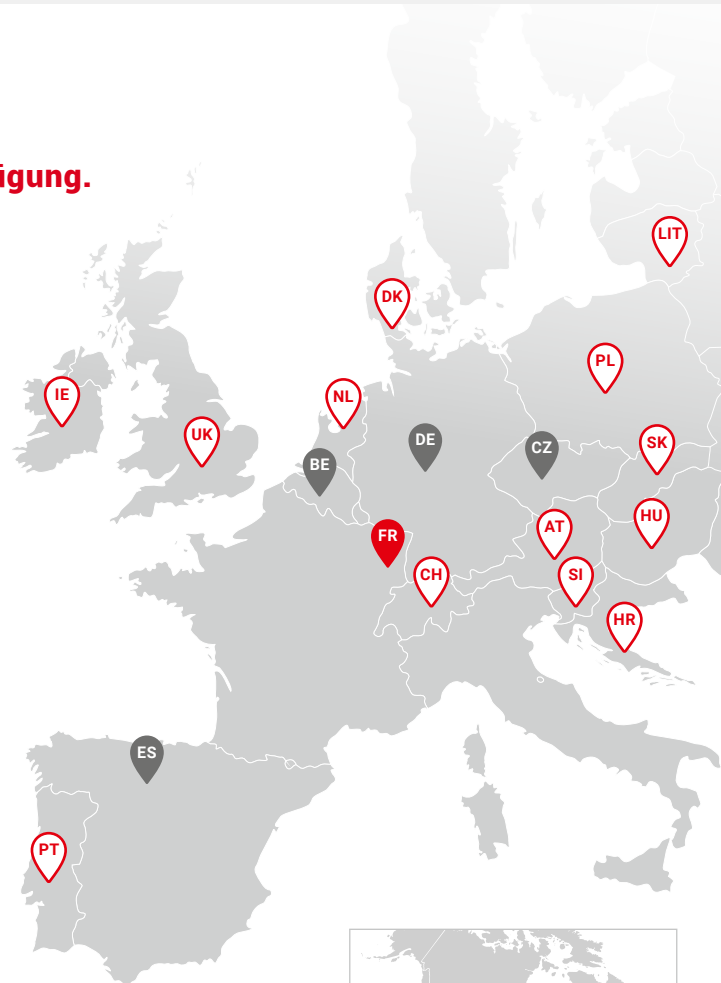 igung.
LIT
DK
PL
IE
NL
UK
DE
SK
CZ
BE
HU
AT
FR
CH
SI
HR
ES
PT